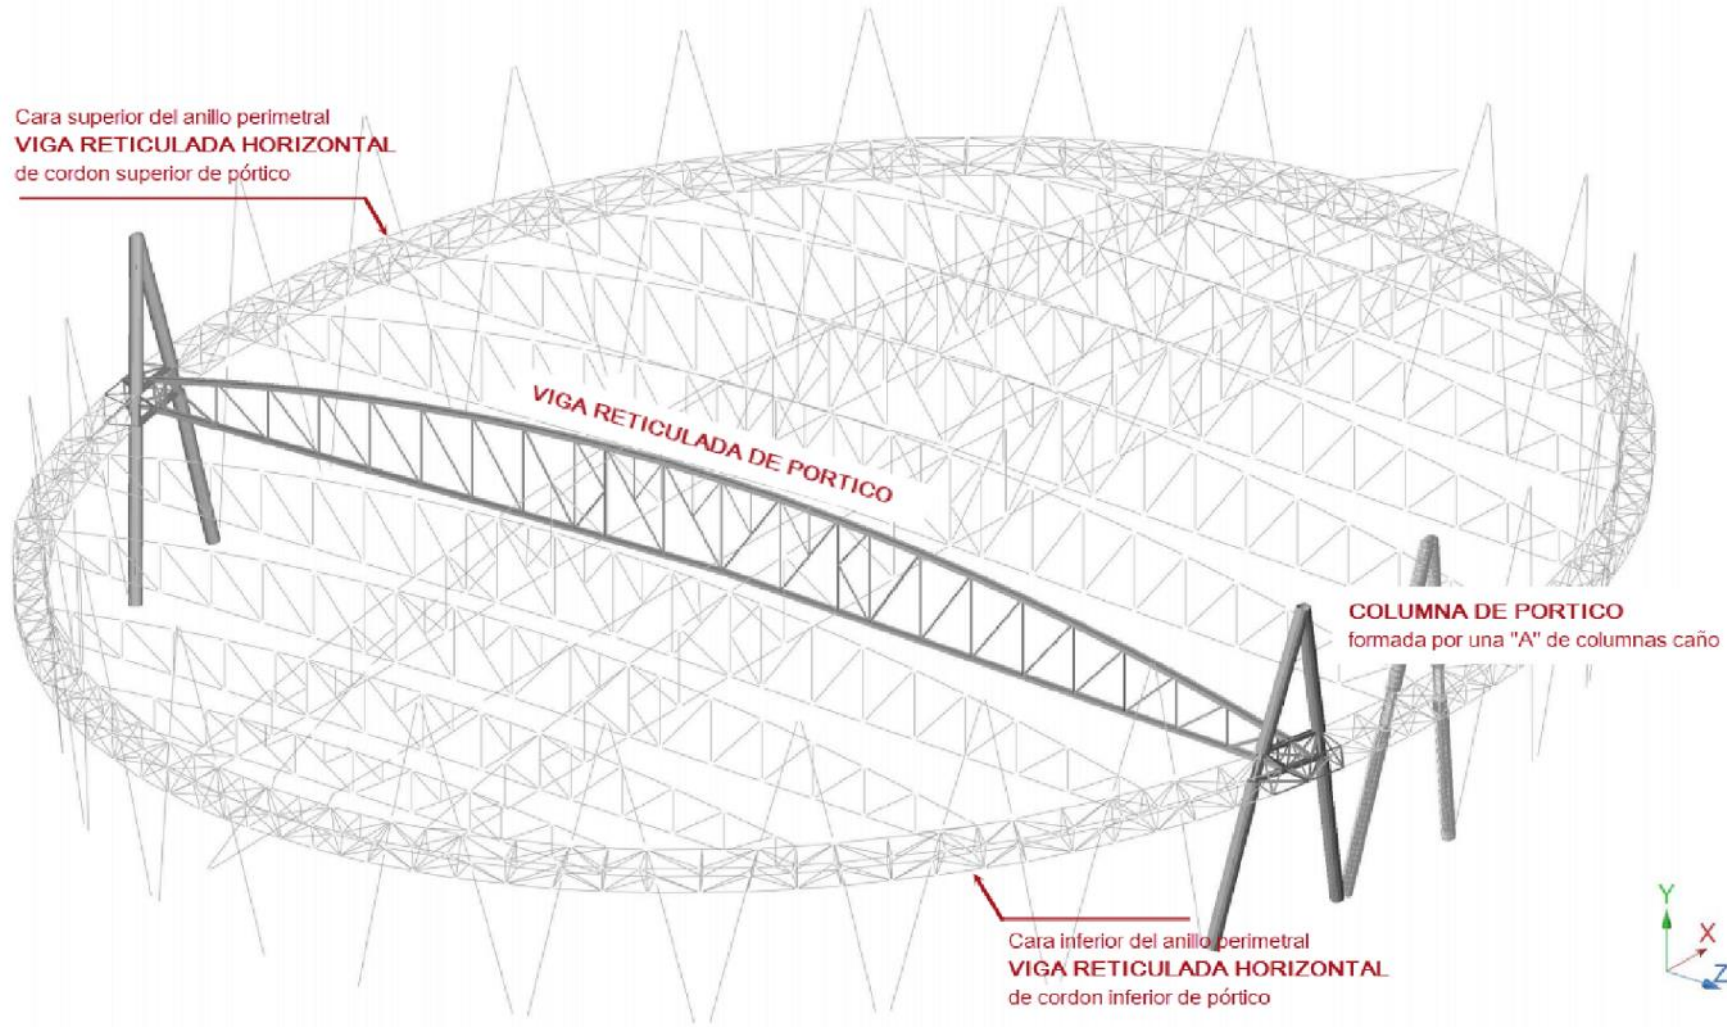 Cara superior del anillo perimetral
VIGA RETICULADA HORIZONTAL
de cordon superior de pórtico
VIGA RETICULADA DE PORTICO
COLUMNA DE PORTICO
formada por una "A" de columnas caño
Cara inferior del anillo perimetral
VIGA RETICULADA HORIZONTAL
de cordon inferior de pórtico
Y
X
Z